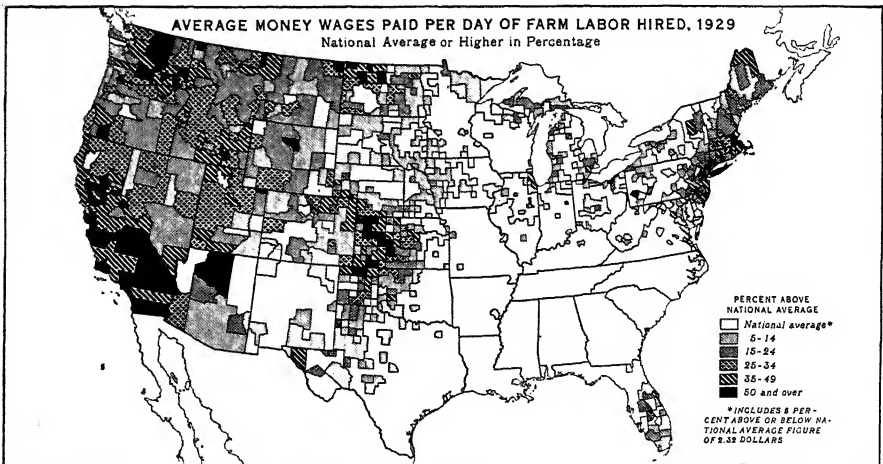 AVERAGE MONEY WAGES PAID PER DAY OF FARM LABOR HIRED, 1929
National Average or Higher in Percentage
PERCENT ABOVE
NATIONAL AVERAGE
National average*
5-14
15-24
25-34
35-49
50 and over
*INCLUDES 5 PER-
CENT ABOVE OR BELOW NA-
TIONAL AVERAGE FIGURE
OF 2.32 DOLLARS